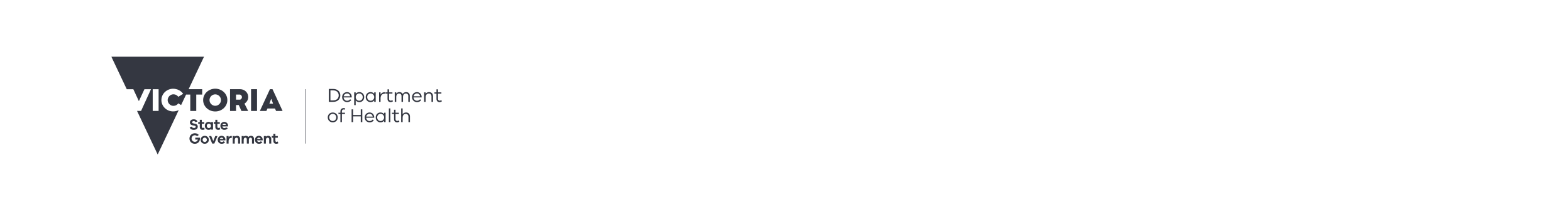 VICTORIA
State
Government
Department
of Health